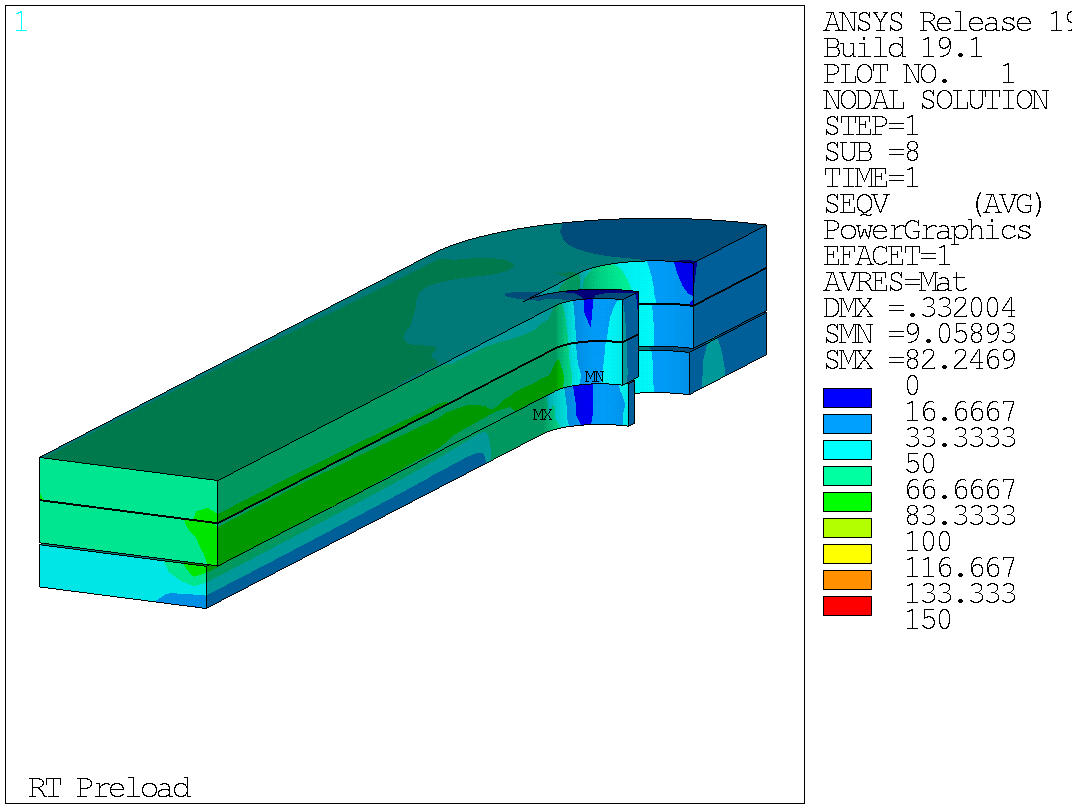 1
ANSYS Release 19
Build 19.1
PLOT NO. 1
NODAL SOLUTION
STEP=1
SUB =8
TIME=1
SEQV (AVG)
PowerGraphics
EFACET=1
AVRES=Mat
DMX =.332004
SMN =9.05893
SMX =82.2469
0
16.6667
33.3333
50
66.6667
83.3333
100
116.667
133.333
150
MN
MX
RT Preload